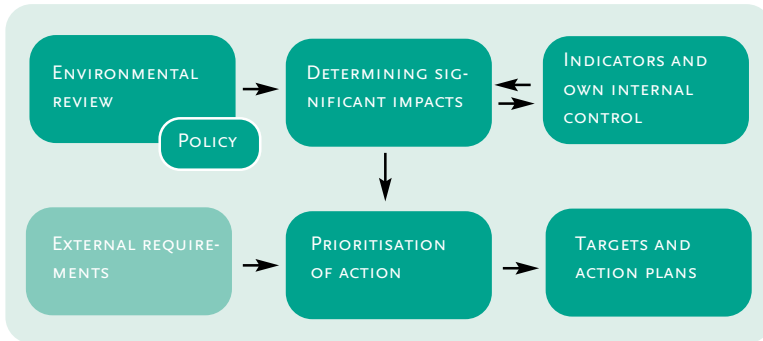 Environmental
review
Policy
Determining sig-
nificant impacts
Indicators and
own internal
control
External require-
ments
Prioritisation
of action
Targets and
action plans